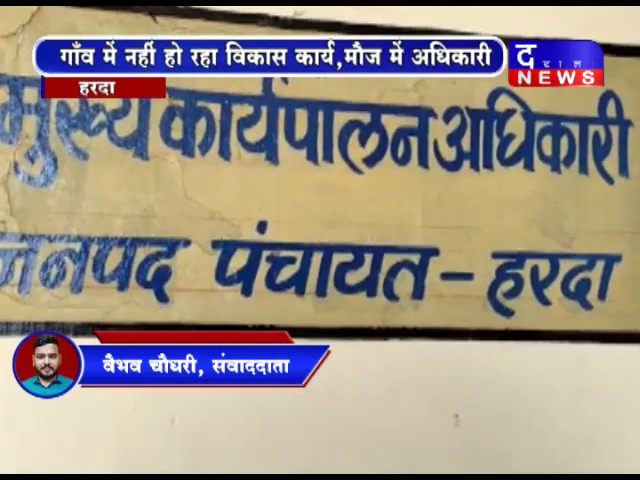 गाँव में नहीं हो रहा विकास कार्य,मौज में अधिकारी
द
NEWS
हरदा
मुख्य कार्यपालन अधिकारी
जनपद पंचायत - हरदा
वैभव चौधरी, संवाददाता